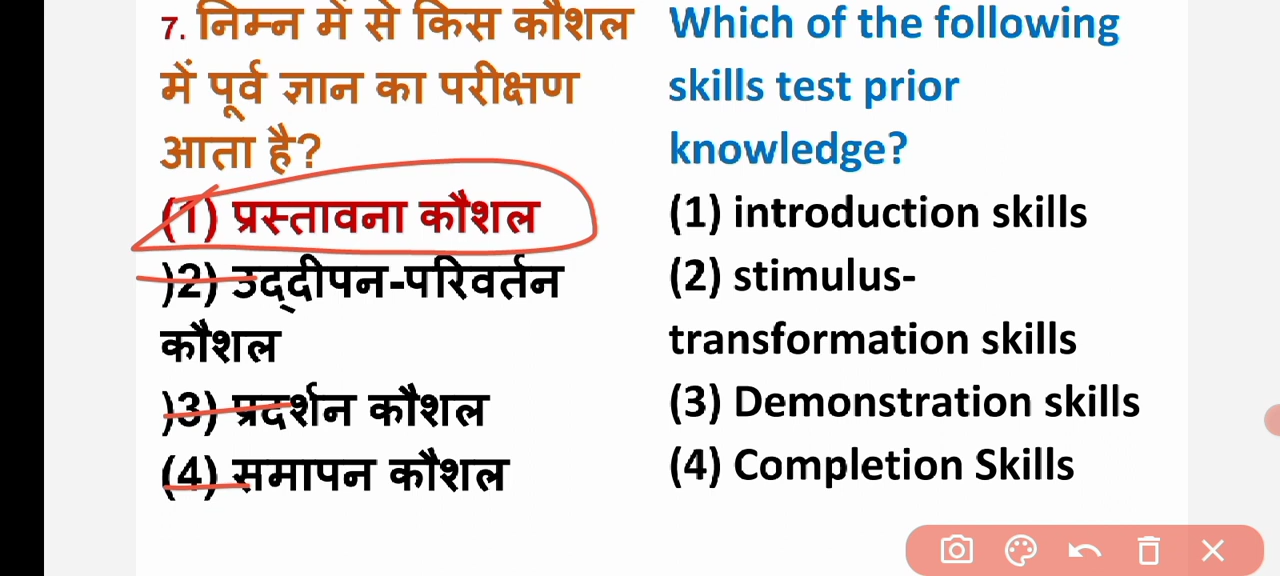 7. निम्न में से किस कौशल
में पूर्व ज्ञान का परीक्षण
आता है?
(1) प्रस्तावना कौशल
)2) उद्दीपन-परिवर्तन
कौशल
)3) प्रदर्शन कौशल
(4) समापन कौशल
Which of the following
skills test prior
knowledge?
(1) introduction skills
(2) stimulus-
transformation skills
(3) Demonstration skills
(4) Completion Skills